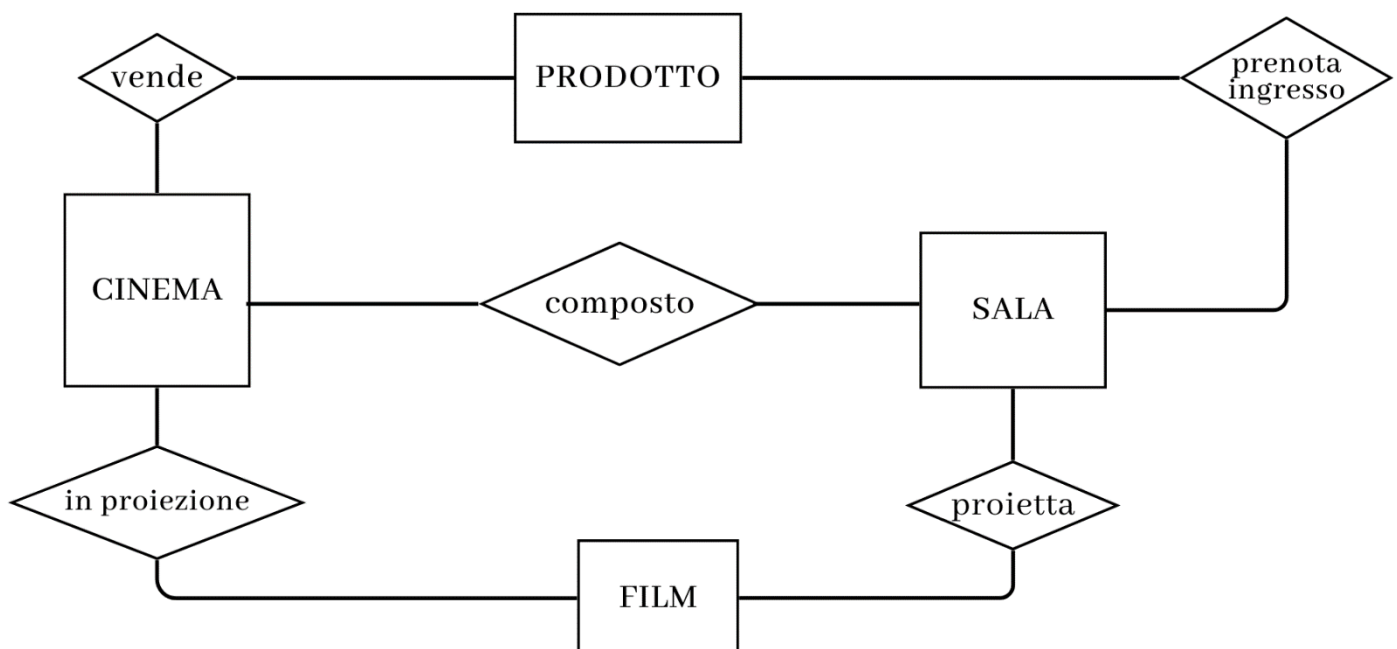 vende
PRODOTTO
prenota
ingresso
CINEMA
composto
SALA
in proiezione
proietta
FILM